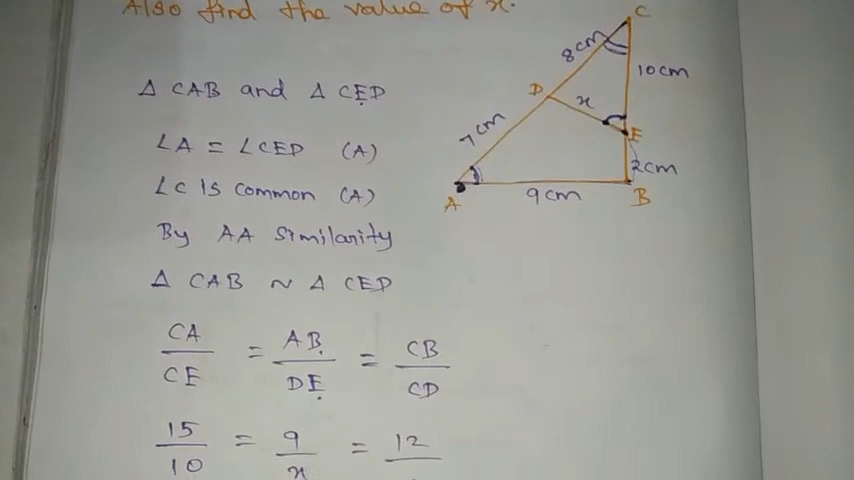 Also find the value of x.
C
8cm
10cm
D
x
7cm
E
2cm
A
9cm
B
Δ CAB and Δ CED
∠A = ∠CED (A)
∠C is common (A)
By AA similarity
Δ CAB ~ Δ CED
CA/CE = AB/DE = CB/CD
15/10 = 9/x = 12/